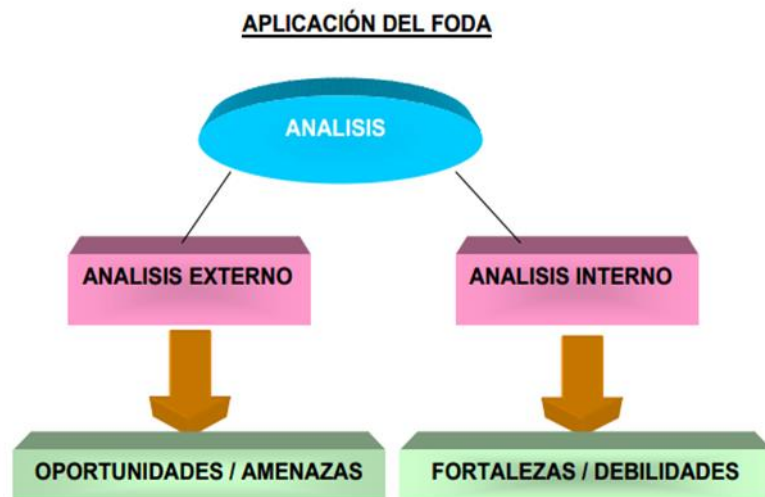 APLICACIÓN DEL FODA
ANALISIS
ANALISIS EXTERNO
ANALISIS INTERNO
OPORTUNIDADES / AMENAZAS
FORTALEZAS / DEBILIDADES